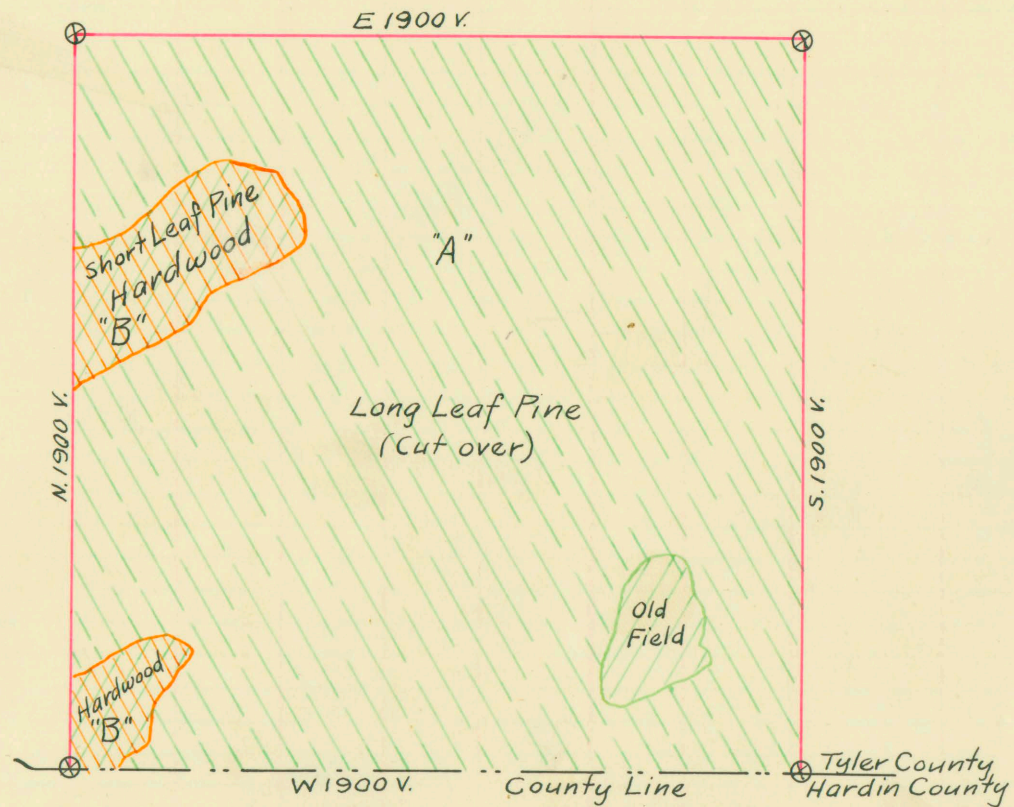 E 1900 V.
Short Leaf Pine
Hardwood
"B"
"A"
Long Leaf Pine
(Cut over)
N. 1900 V.
S. 1900 V.
Old
Field
Hardwood
"B"
W 1900 V.
County Line
Tyler County
Hardin County